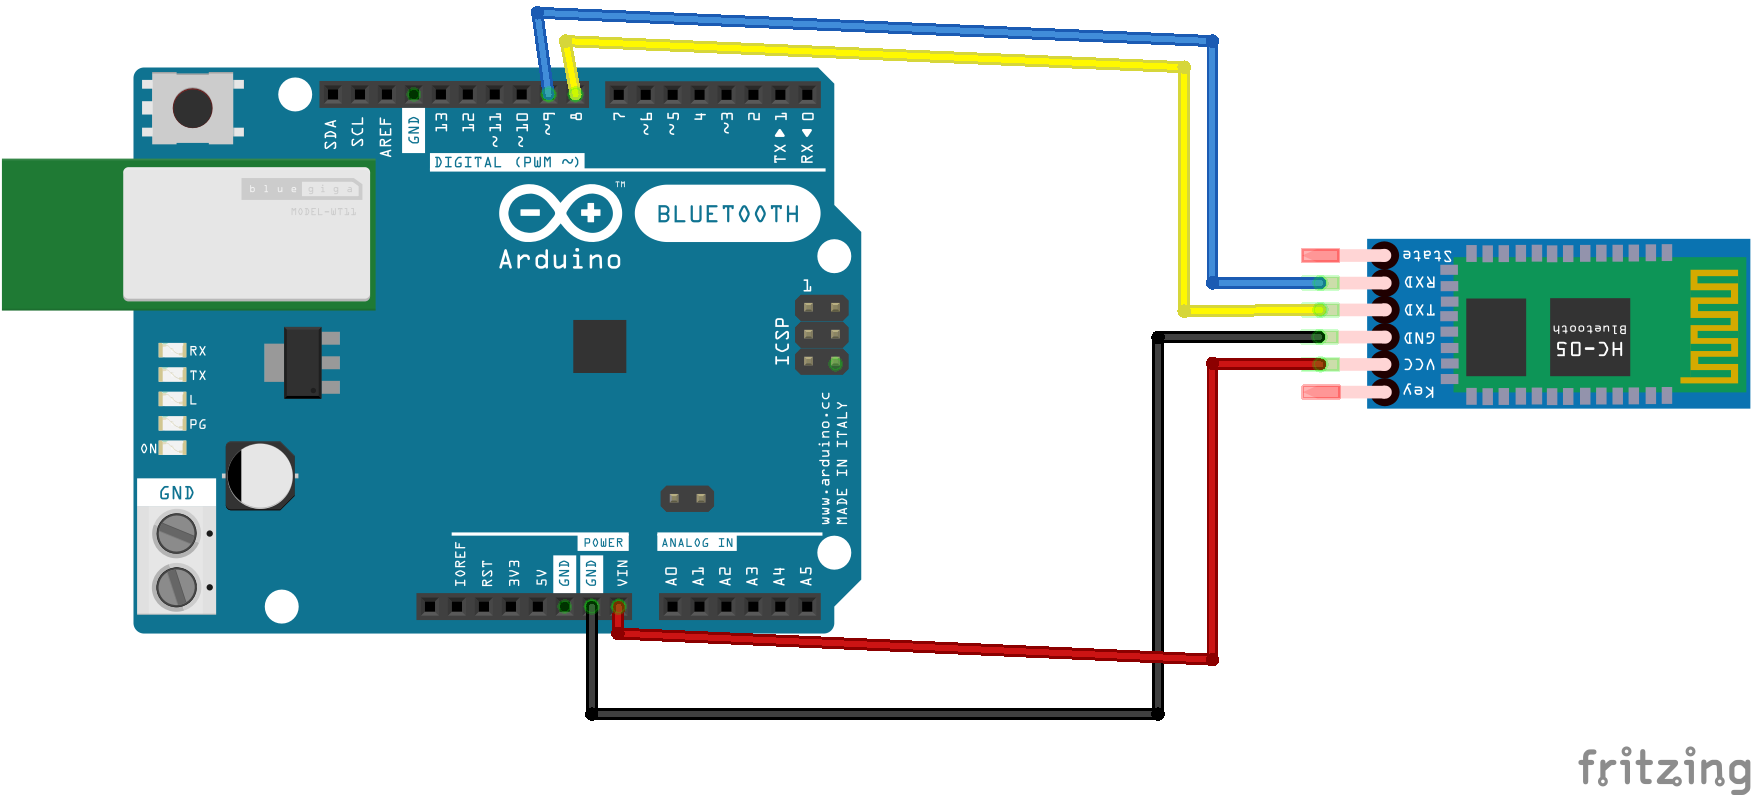 SDA
SCL
AREF
GND
13
12
~11
~10
~9
8
7
~6
~5
4
~3
2
TX ▶ 1
RX ◀ 0
DIGITAL (PWM ~)
bluegiga
MODEL-WT11
TM
Arduino
BLUETOOTH
1
ICSP
RX
TX
L
PG
ON
GND
www.arduino.cc
MADE IN ITALY
POWER
ANALOG IN
IOREF
RST
3V3
5V
GND
GND
VIN
A0
A1
A2
A3
A4
A5
State
RXD
TXD
GND
VCC
Key
HC-05
Bluetooth
fritzing